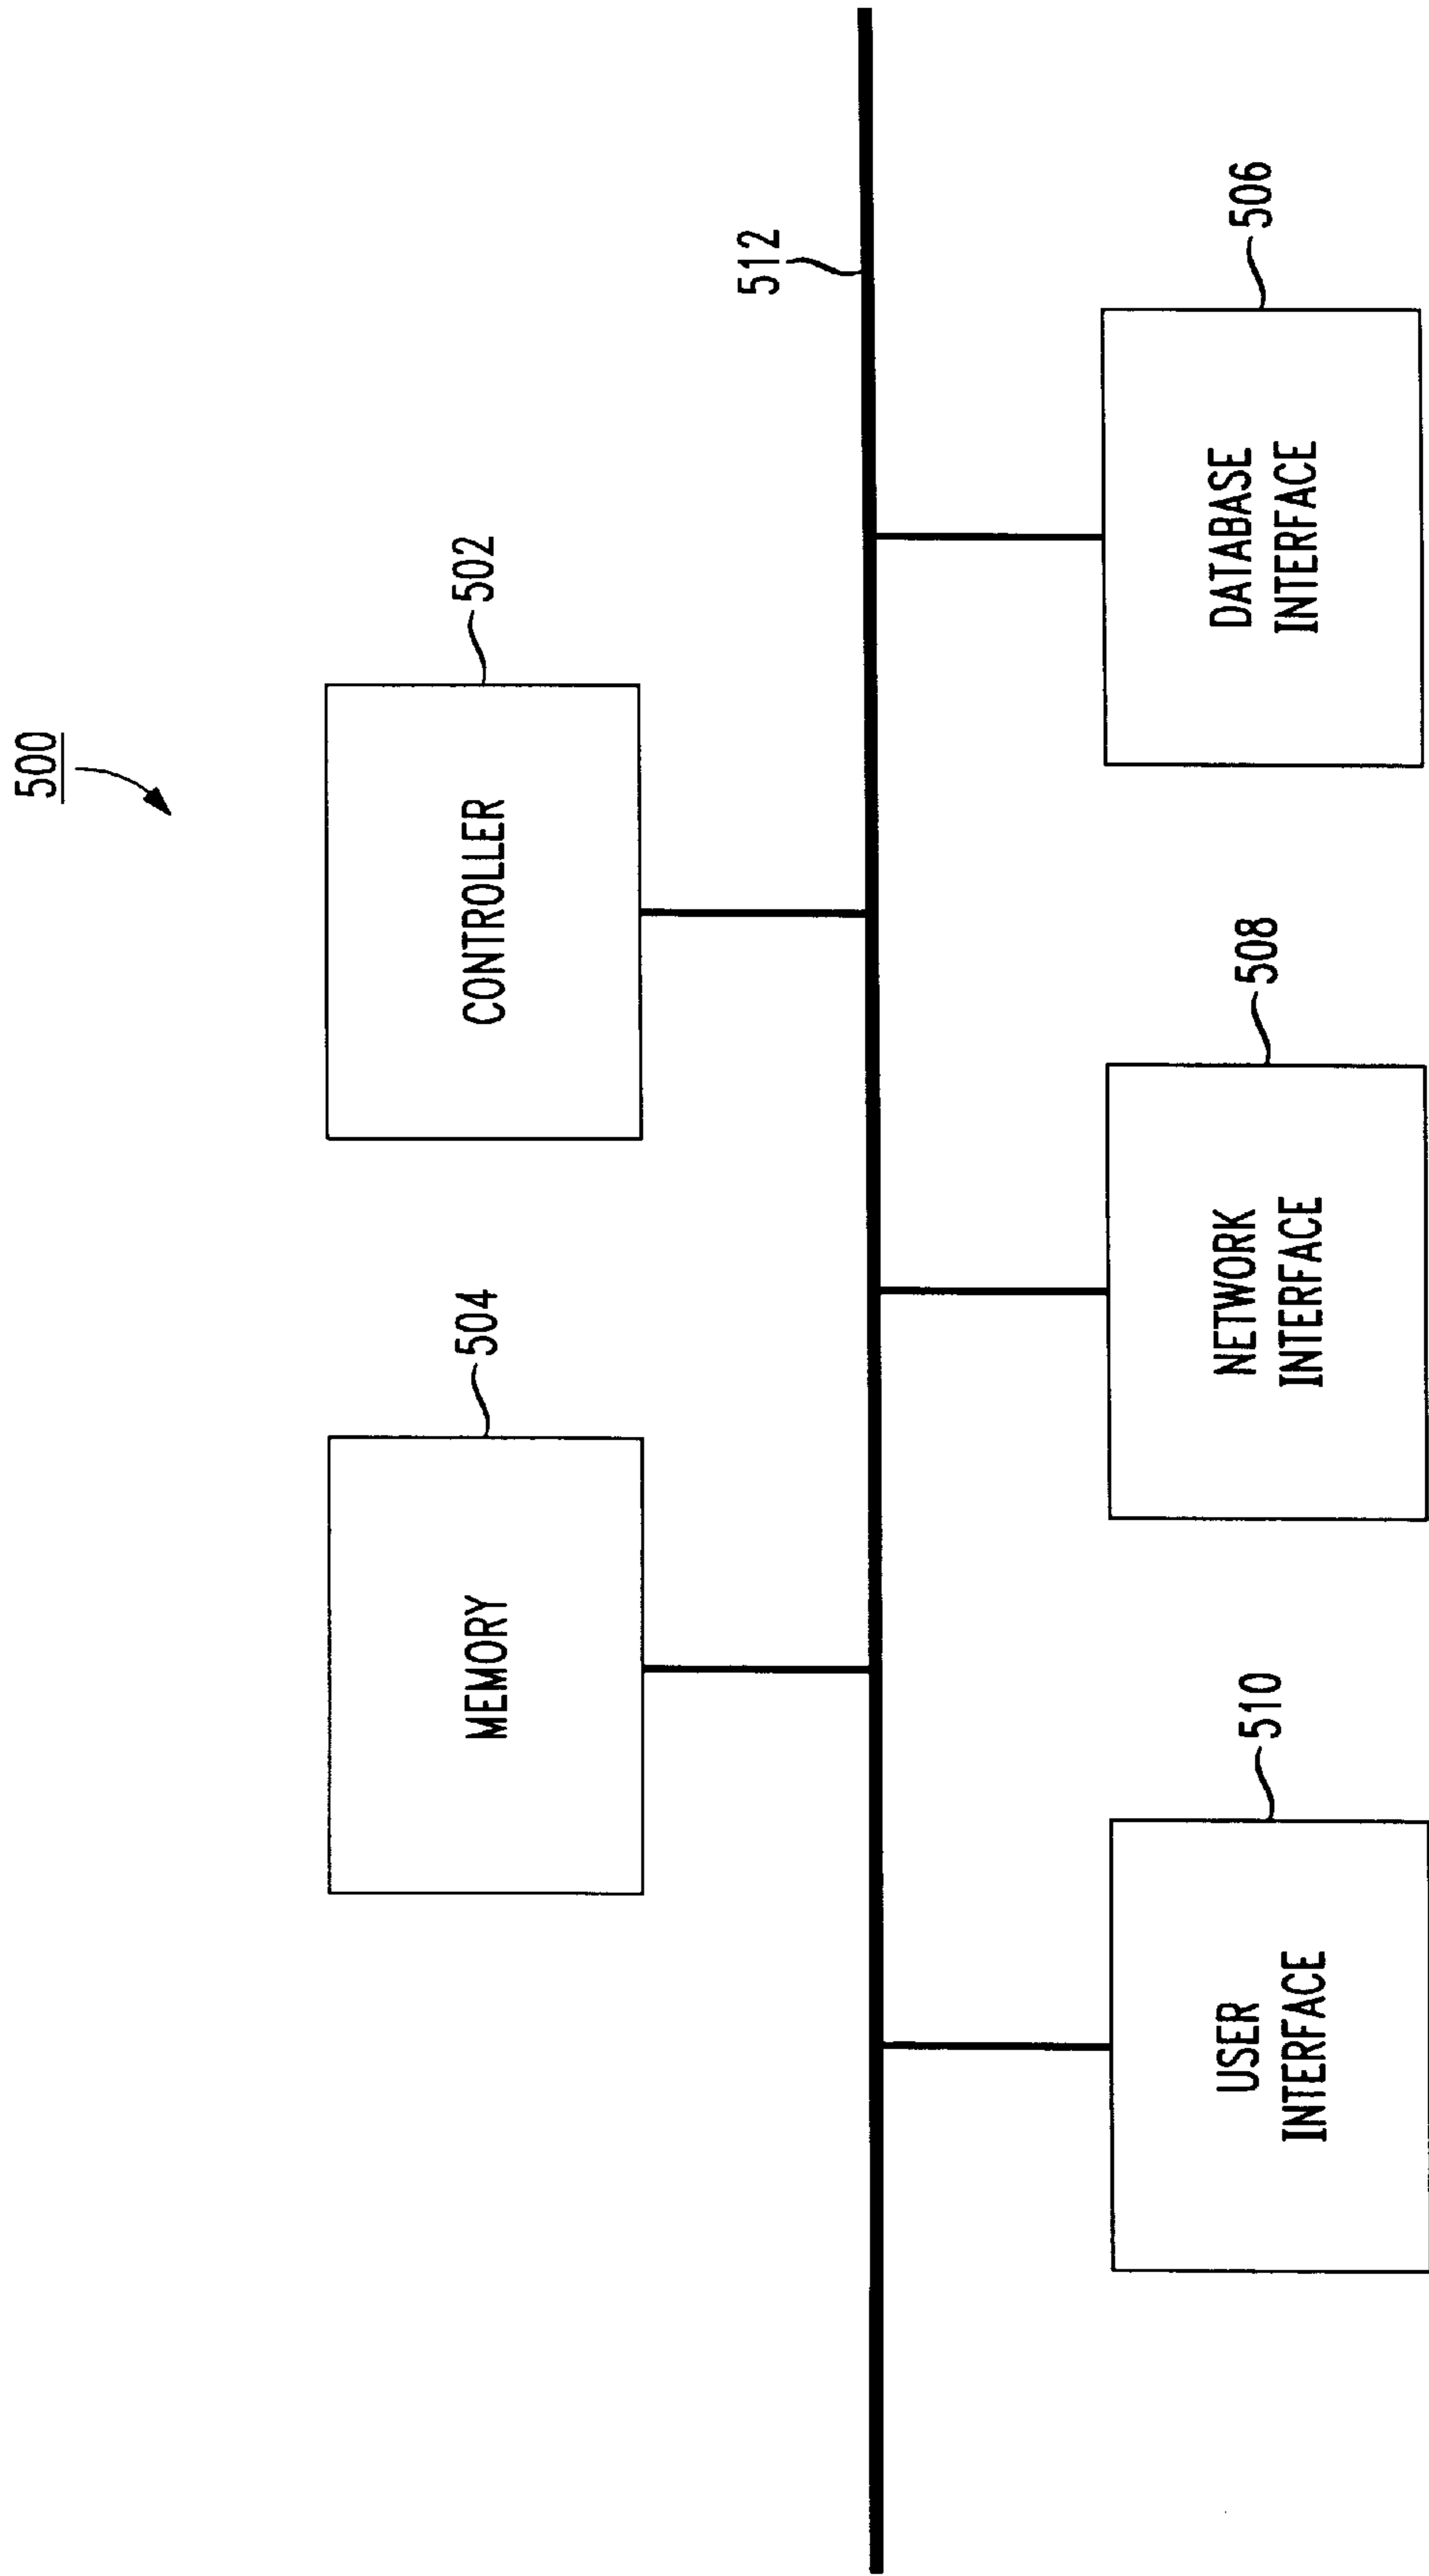 500
MEMORY
504
CONTROLLER
502
512
USER
INTERFACE
510
NETWORK
INTERFACE
508
DATABASE
INTERFACE
506